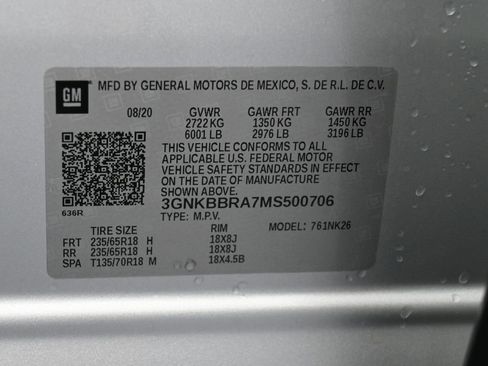 GM
MFD BY GENERAL MOTORS DE MEXICO, S. DE R.L. DE C.V.
08/20 GVWR GAWR FRT GAWR RR
2722 KG 1350 KG 1450 KG
6001 LB 2976 LB 3196 LB
THIS VEHICLE CONFORMS TO ALL
APPLICABLE U.S. FEDERAL MOTOR
VEHICLE SAFETY STANDARDS IN EFFECT
ON THE DATE OF MANUFACTURE
SHOWN ABOVE.
3GNKBBRA7MS500706
636R
TYPE: M.P.V. MODEL: 761NK26
TIRE SIZE RIM
FRT 235/65R18 H 18X8J
RR 235/65R18 H 18X8J
SPA T135/70R18 M 18X4.5B